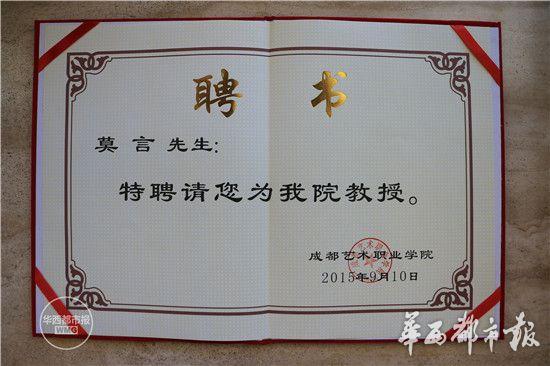 聘 书
莫 言 先生:
特聘请您为我院教授。
成都艺术职业学院
2015年9月10日
华西都市报
WMG
华西都市报